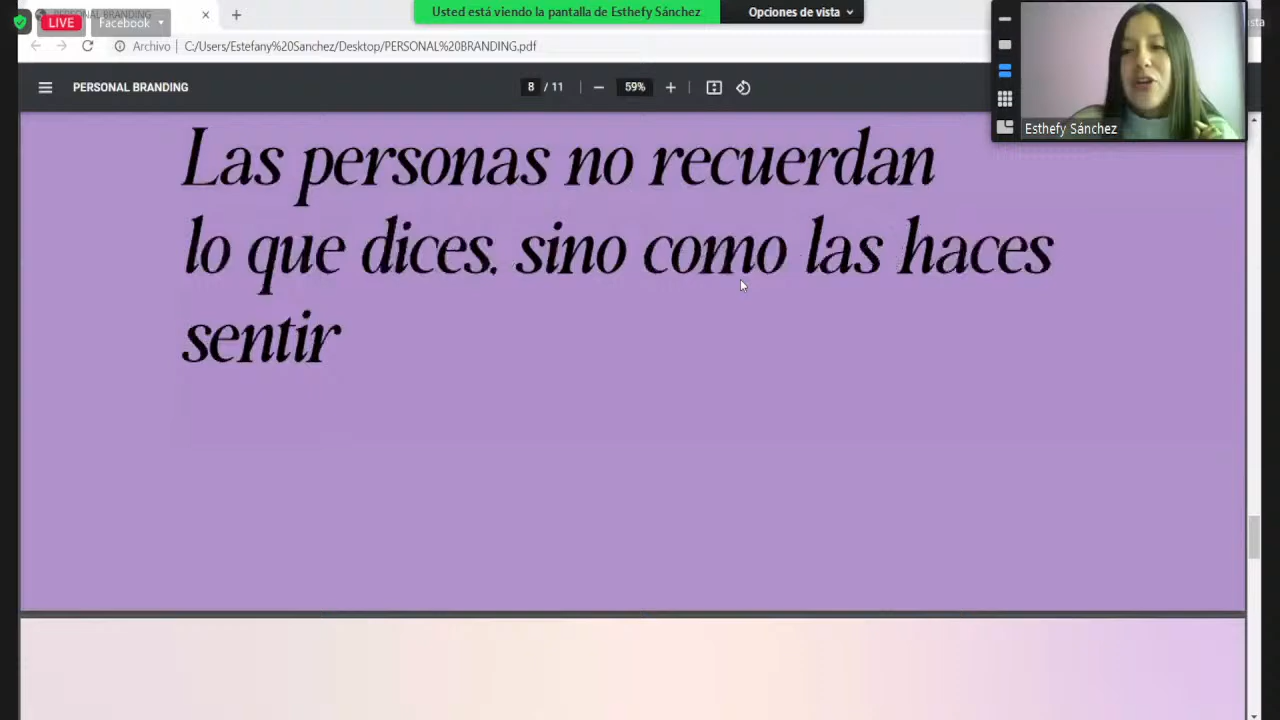 PERSONAL BRANDING
LIVE
Facebook
Usted está viendo la pantalla de Esthefy Sánchez
Opciones de vista
Archivo
C:/Users/Estefany%20Sanchez/Desktop/PERSONAL%20BRANDING.pdf
PERSONAL BRANDING
8 / 11
59%
Esthefy Sánchez
Las personas no recuerdan
lo que dices, sino como las haces
sentir